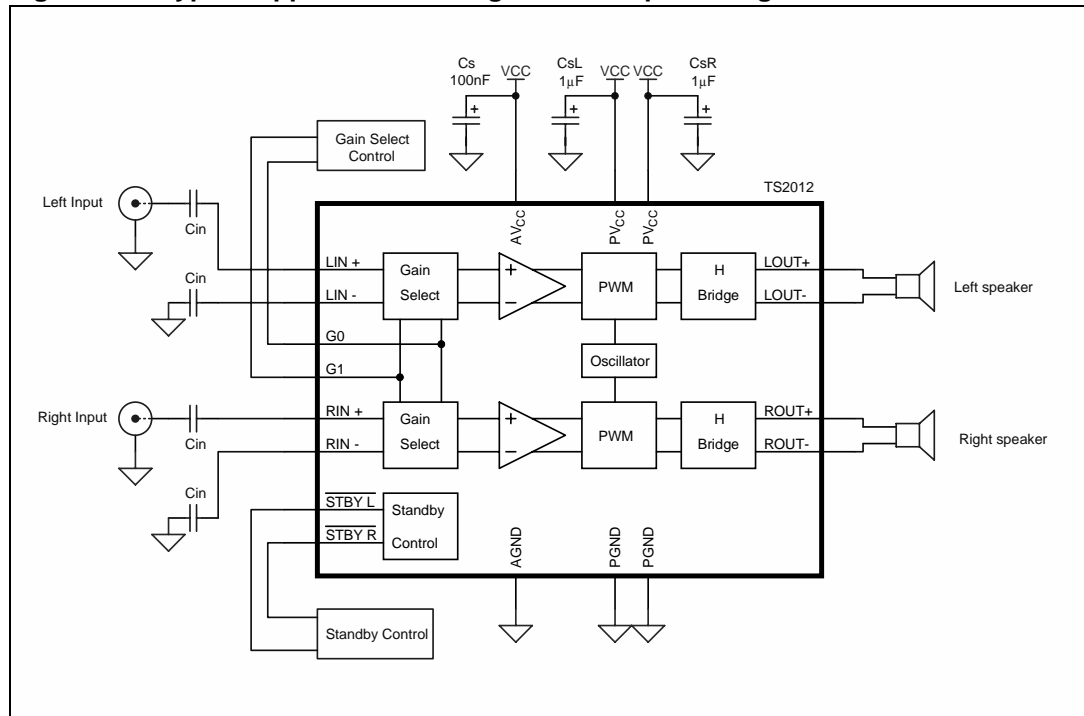 Cs
100nF
VCC
CsL
1µF
VCC
VCC
CsR
1µF
Gain Select
Control
TS2012
Left Input
Cin
AVCC
PVCC
PVCC
LIN +
Gain
Select
+
−
PWM
H
Bridge
LOUT+
LOUT-
Left speaker
Cin
LIN -
G0
G1
Oscillator
Right Input
Cin
RIN +
RIN -
Gain
Select
+
−
PWM
H
Bridge
ROUT+
ROUT-
Right speaker
Cin
STBY L
STBY R
Standby
Control
AGND
PGND
PGND
Standby Control